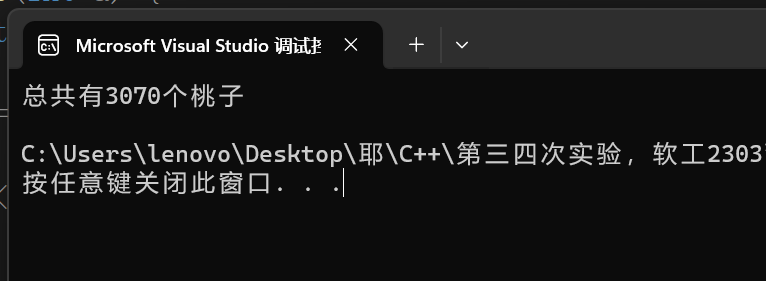 Microsoft Visual Studio 调试控
总共有3070个桃子
C:\Users\lenovo\Desktop\耶\C++\第三四次实验，软工2303
按任意键关闭此窗口. . .